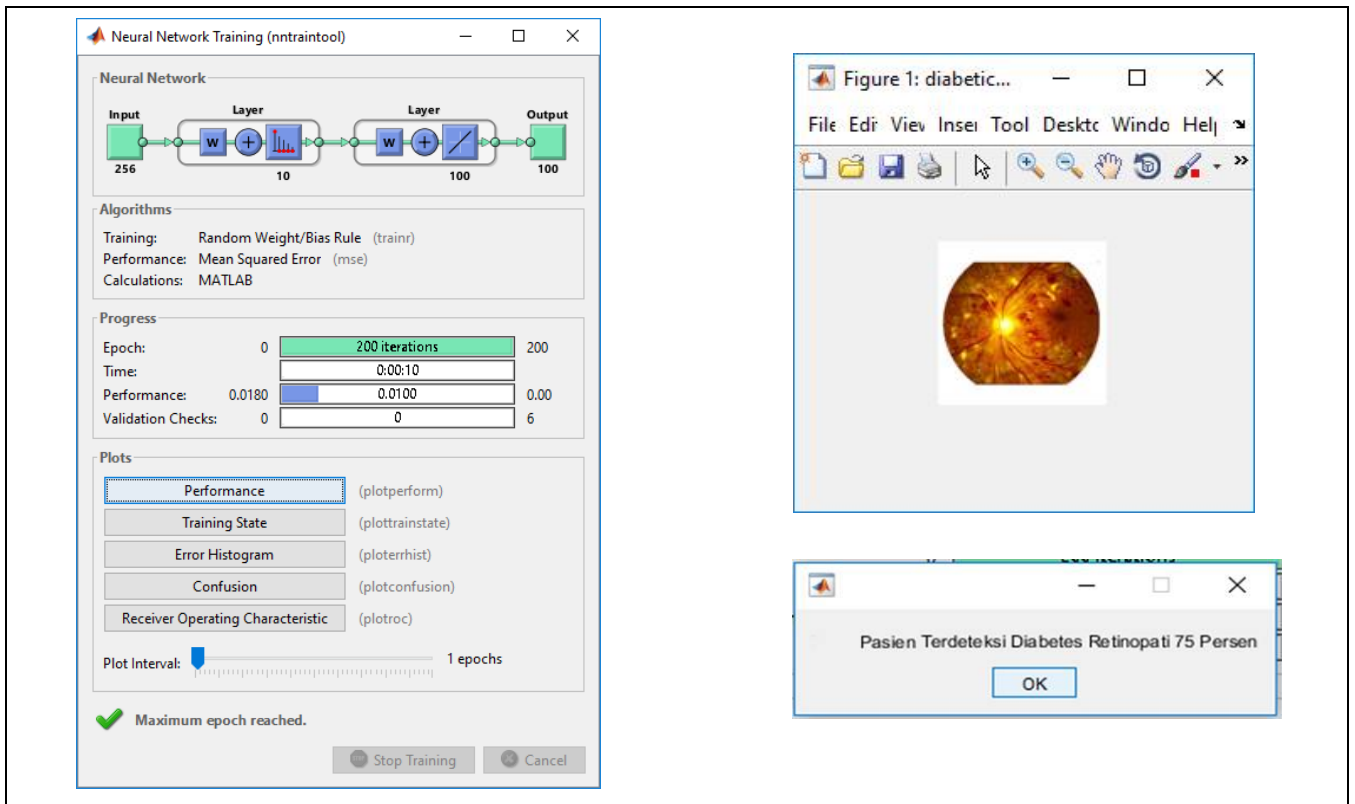 Neural Network Training (nntraintool)
Neural Network
Input Layer Layer Output
W + W +
256 10 100 100
Algorithms
Training: Random Weight/Bias Rule (trainr)
Performance: Mean Squared Error (mse)
Calculations: MATLAB
Progress
Epoch: 0 200 iterations 200
Time: 0:00:10
Performance: 0.0180 0.0100 0.00
Validation Checks: 0 0 6
Plots
Performance (plotperform)
Training State (plottrainstate)
Error Histogram (ploterrhist)
Confusion (plotconfusion)
Receiver Operating Characteristic (plotroc)
Plot Interval: 1 epochs
Maximum epoch reached.
Stop Training Cancel
Figure 1: diabetic...
File Edi Viev Inser Tool Deskto Windo Hel
Pasien Terdeteksi Diabetes Retinopati 75 Persen
OK